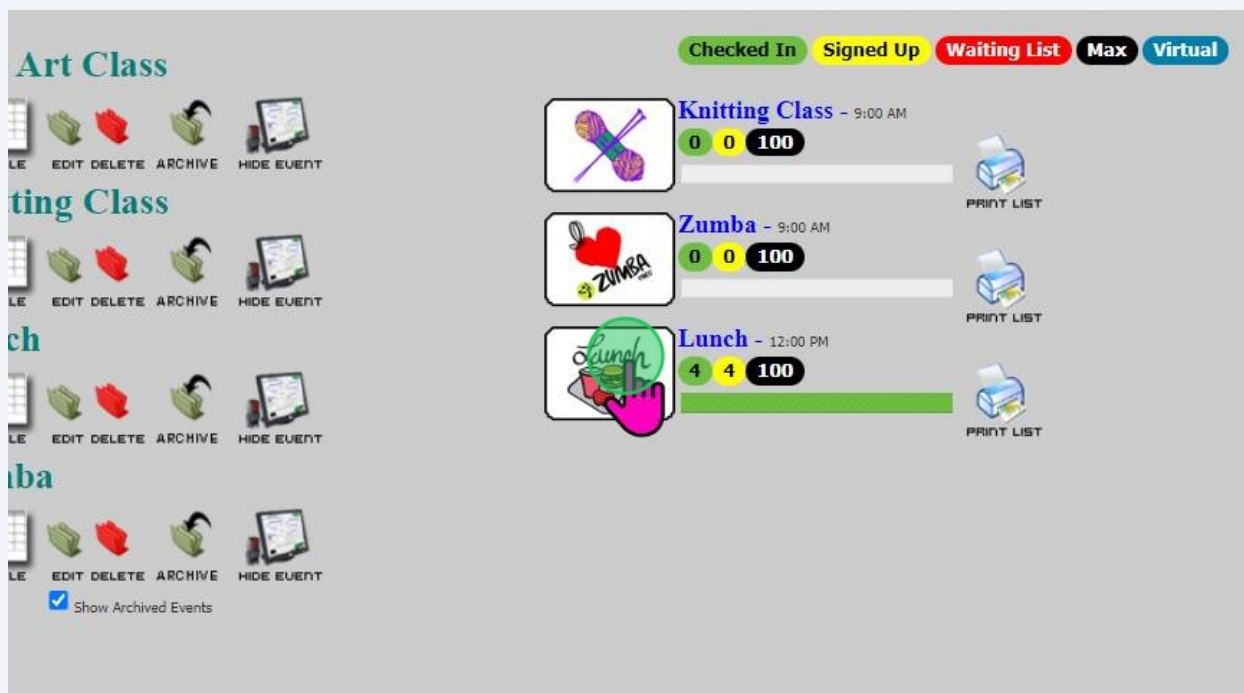 Art Class
EDIT DELETE ARCHIVE HIDE EVENT
tting Class
LE EDIT DELETE ARCHIVE HIDE EVENT
ch
LE EDIT DELETE ARCHIVE HIDE EVENT
ba
LE EDIT DELETE ARCHIVE HIDE EVENT
Show Archived Events
Checked In Signed Up Waiting List Max Virtual
Knitting Class - 9:00 AM
0 0 100
PRINT LIST
ZUMBA
Zumba - 9:00 AM
0 0 100
PRINT LIST
Lunch
Lunch - 12:00 PM
4 4 100
PRINT LIST